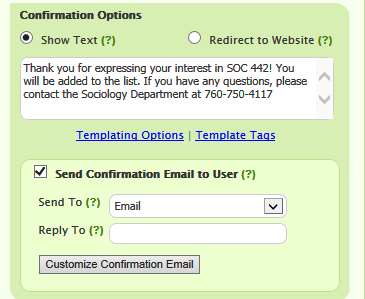 Confirmation Options
Show Text (?) Redirect to Website (?)
Thank you for expressing your interest in SOC 442! You
will be added to the list. If you have any questions, please
contact the Sociology Department at 760-750-4117
Templating Options | Template Tags
Send Confirmation Email to User (?)
Send To (?) Email
Reply To (?)
Customize Confirmation Email